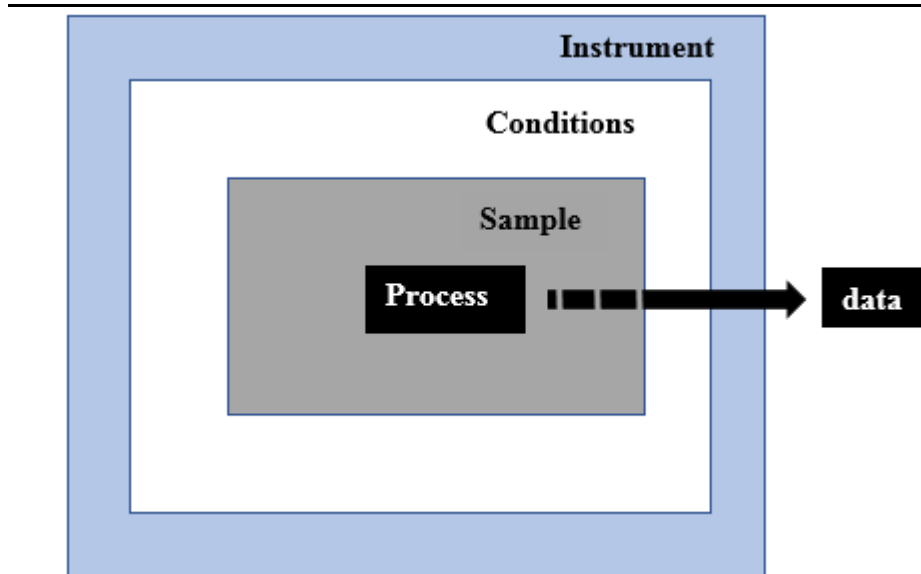 Instrument
Conditions
Sample
Process
data